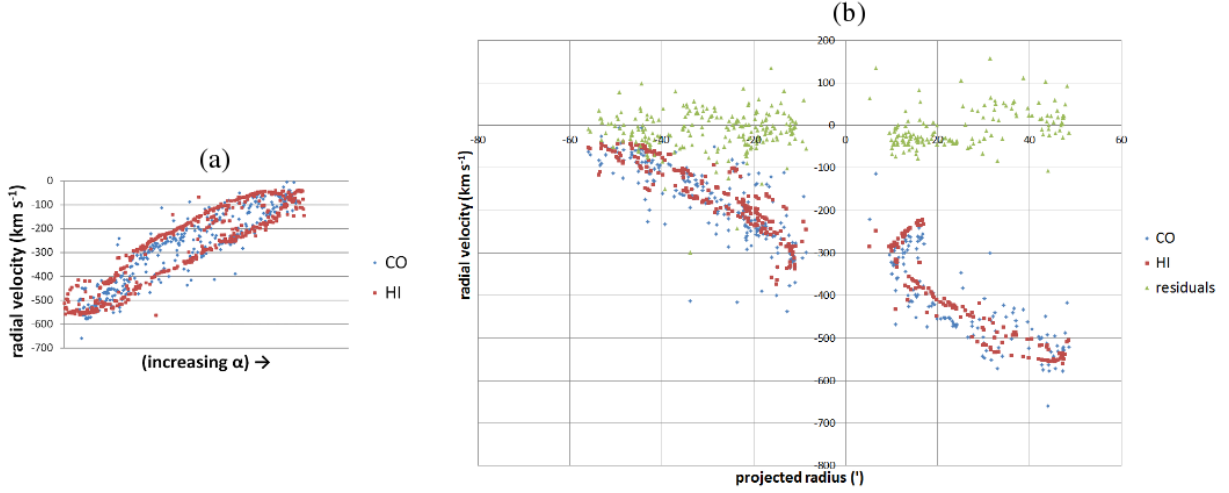 (a)
radial velocity (km s⁻¹)
0
-100
-200
-300
-400
-500
-600
-700
(increasing α) →
CO
HI
(b)
radial velocity (km s⁻¹)
200
100
0
-100
-200
-300
-400
-500
-600
-700
-800
-80
-60
-40
-20
0
20
40
60
projected radius (')
CO
HI
residuals